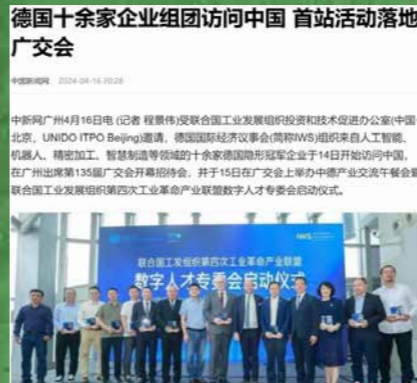 德国十余家企业组团访问中国 首站活动落地
广交会
中国新闻网 2024-04-16 20:28
中新网广州4月16日电 (记者 程景伟)受联合国工业发展组织投资和技术促进办公室(中国·
北京，UNIDO ITPO Beijing)邀请，德国国际经济议事会(简称IWS)组织来自人工智能、
机器人、精密加工、智慧制造等领域的十余家德国隐形冠军企业于14日开始访问中国，
在广州出席第135届广交会开幕招待会，并于15日在广交会上举办中德产业交流午餐会暨
联合国工业发展组织第四次工业革命产业联盟数字人才专委会启动仪式。
IWS
联合国工发组织第四次工业革命产业联盟
数字人才专委会启动仪式